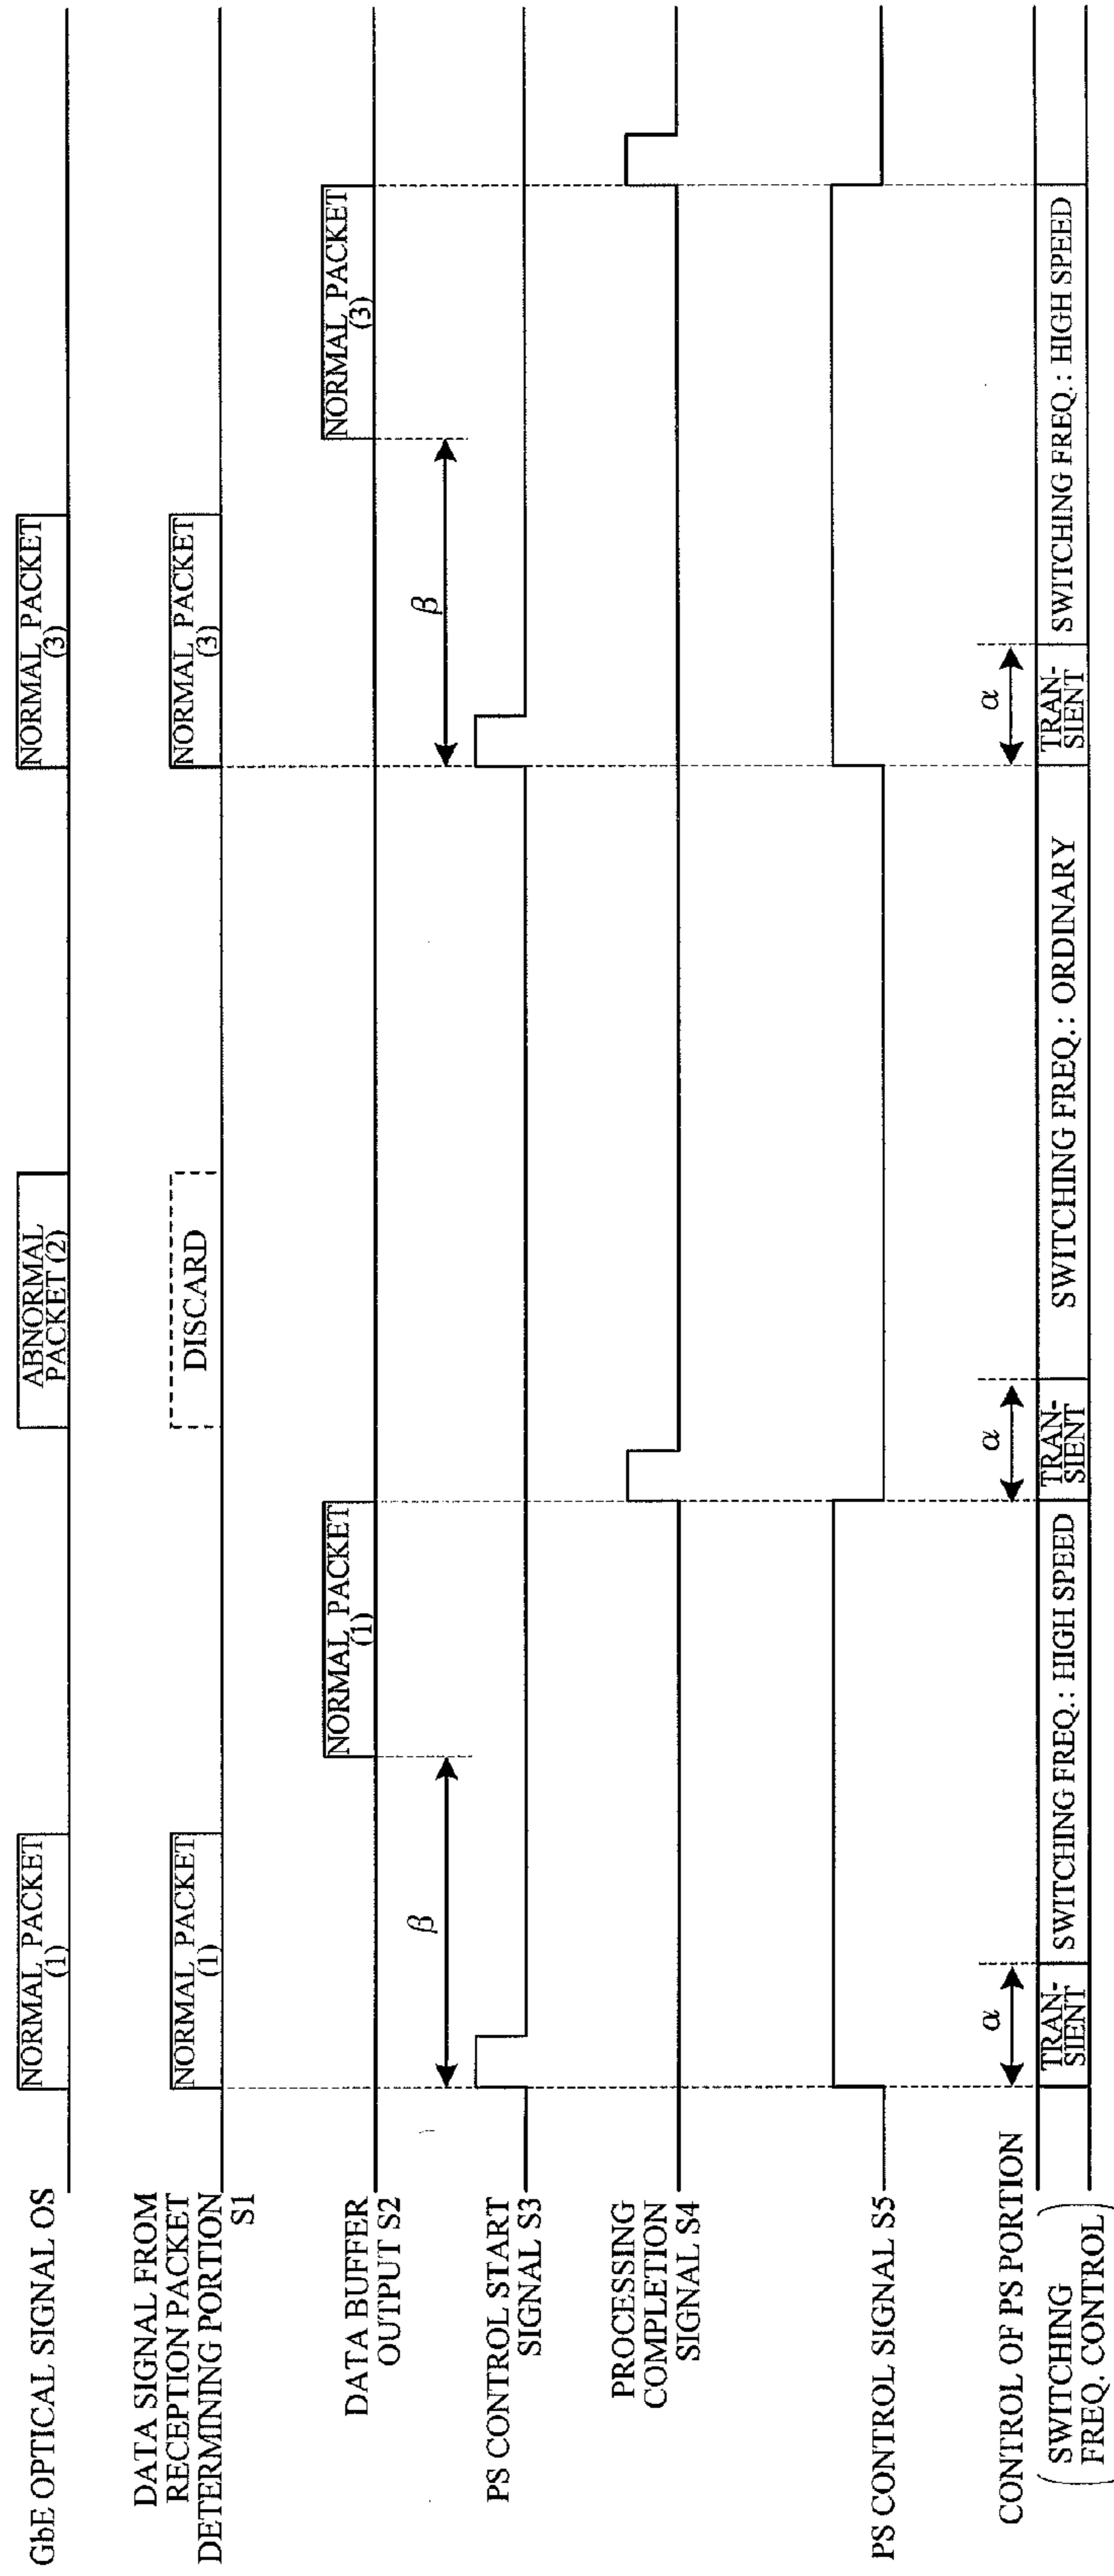 GbE OPTICAL SIGNAL OS
NORMAL PACKET
(1)
ABNORMAL
PACKET (2)
NORMAL PACKET
(3)
DATA SIGNAL FROM
RECEPTION PACKET
DETERMINING PORTION
S1
NORMAL PACKET
(1)
DISCARD
NORMAL PACKET
(3)
DATA BUFFER
OUTPUT S2
NORMAL PACKET
(1)
NORMAL PACKET
(3)
β
β
PS CONTROL START
SIGNAL S3
PROCESSING
COMPLETION
SIGNAL S4
PS CONTROL SIGNAL S5
α
α
α
CONTROL OF PS PORTION
(SWITCHING
FREQ. CONTROL)
TRAN-
SIENT
SWITCHING FREQ.: HIGH SPEED
TRAN-
SIENT
SWITCHING FREQ.: ORDINARY
TRAN-
SIENT
SWITCHING FREQ.: HIGH SPEED